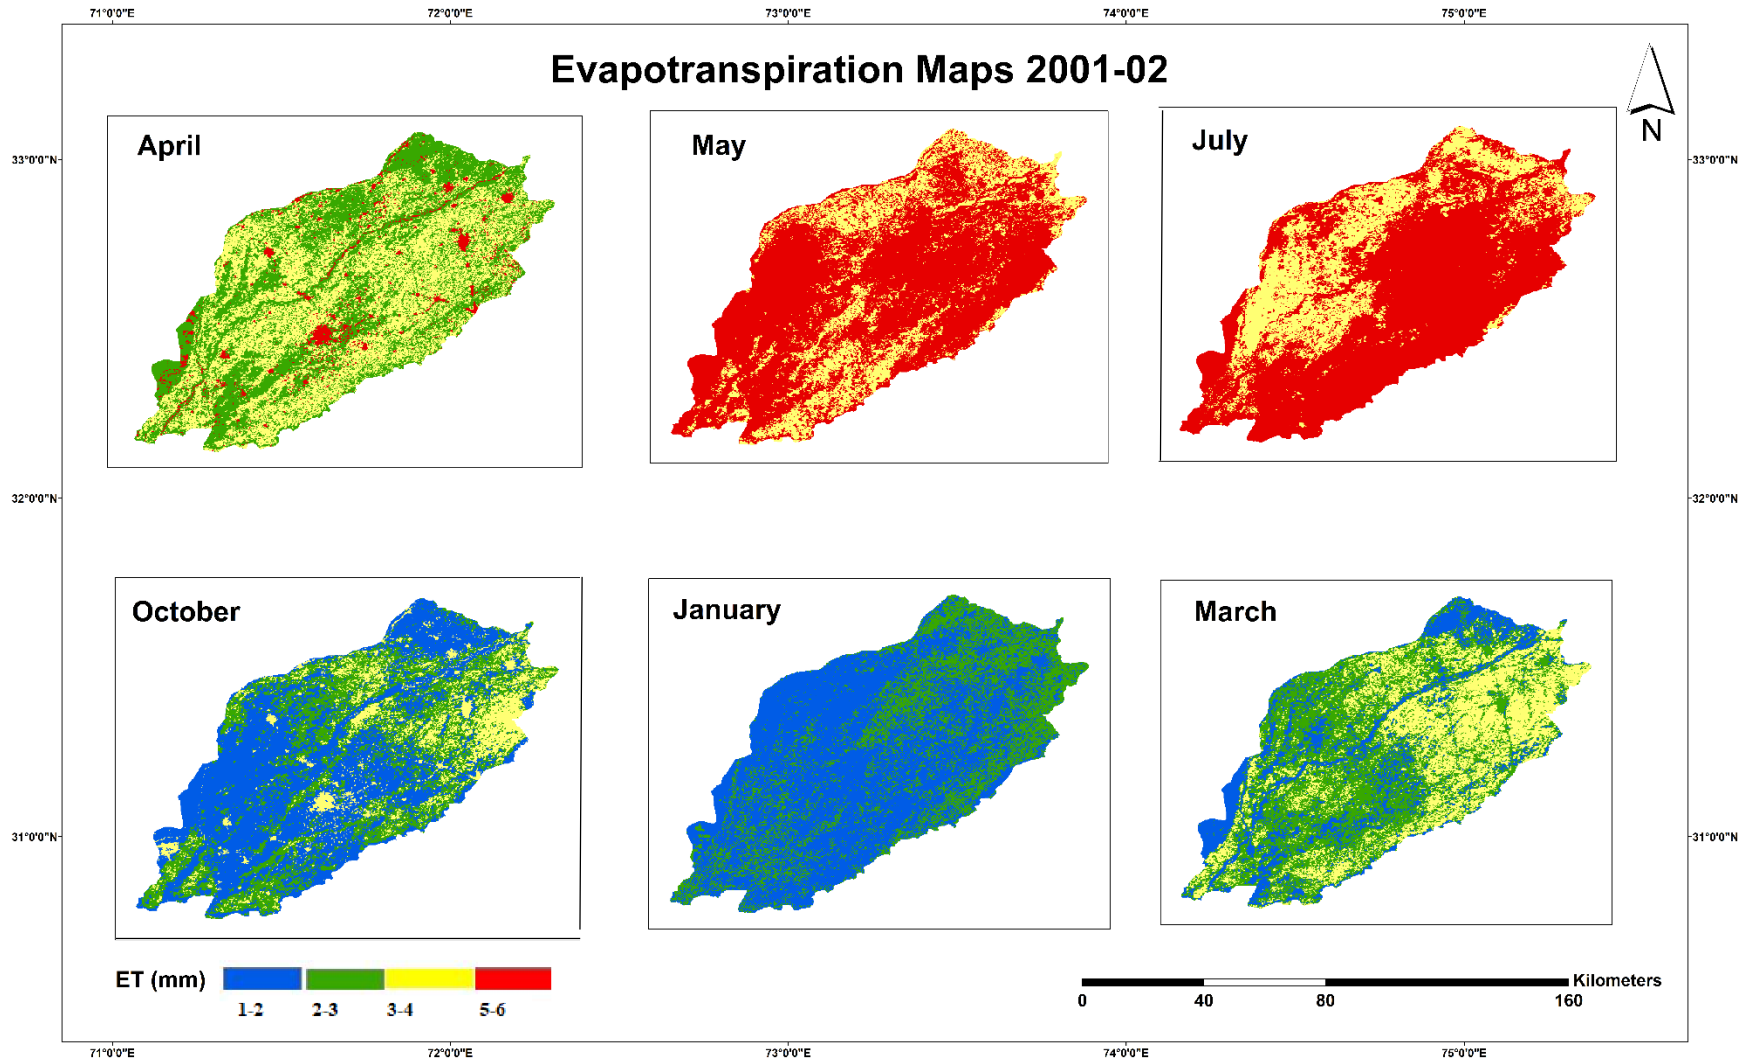 71°0'0"E 72°0'0"E 73°0'0"E 74°0'0"E 75°0'0"E
Evapotranspiration Maps 2001-02
N
April May July
33°0'0"N 33°0'0"N
32°0'0"N 32°0'0"N
October January March
31°0'0"N 31°0'0"N
ET (mm)
1-2 2-3 3-4 5-6
Kilometers
0 40 80 160
71°0'0"E 72°0'0"E 73°0'0"E 74°0'0"E 75°0'0"E